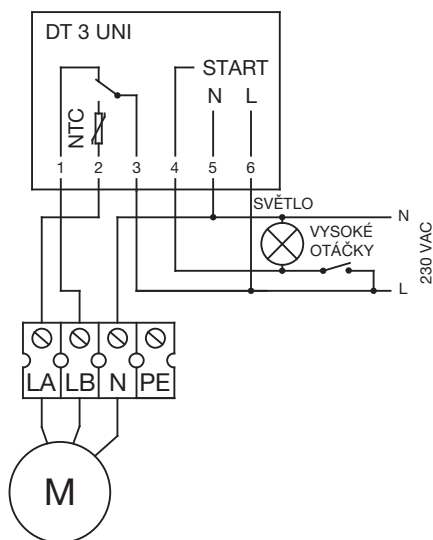 DT 3 UNI
START
N L
NTC
1 2 3 4 5 6
SVĚTLO
N
VYSOKÉ
OTÁČKY
230 VAC
L
LA LB N PE
M